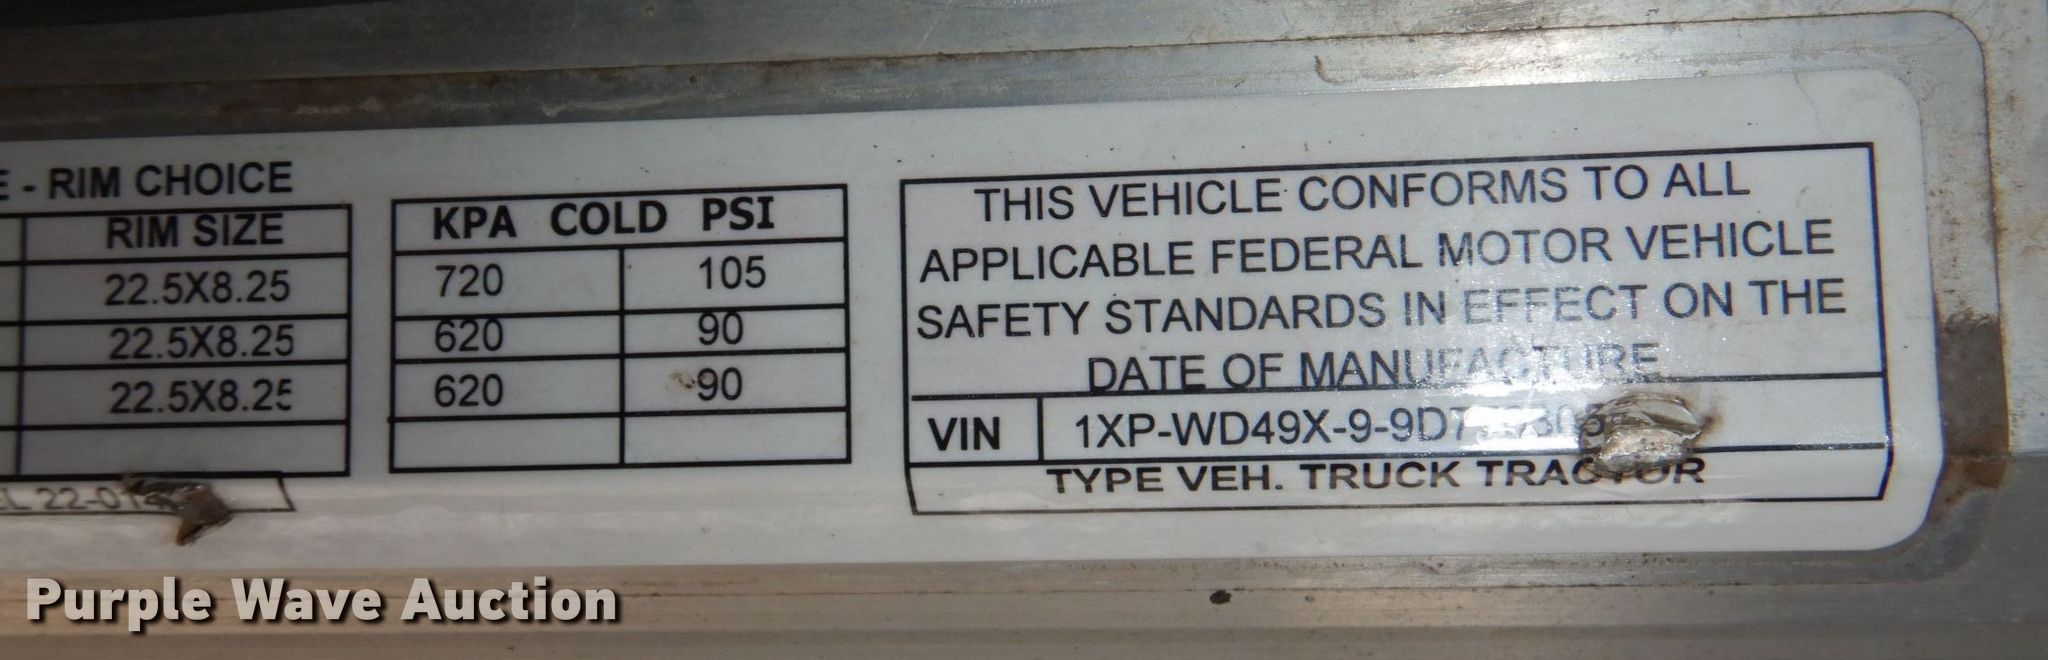 - RIM CHOICE
RIM SIZE
22.5X8.25
22.5X8.25
22.5X8.25
KPA COLD PSI
720 105
620 90
620 90
THIS VEHICLE CONFORMS TO ALL
APPLICABLE FEDERAL MOTOR VEHICLE
SAFETY STANDARDS IN EFFECT ON THE
DATE OF MANUFACTURE
VIN
TYPE VEH. TRUCK TRACTOR
Purple Wave Auction